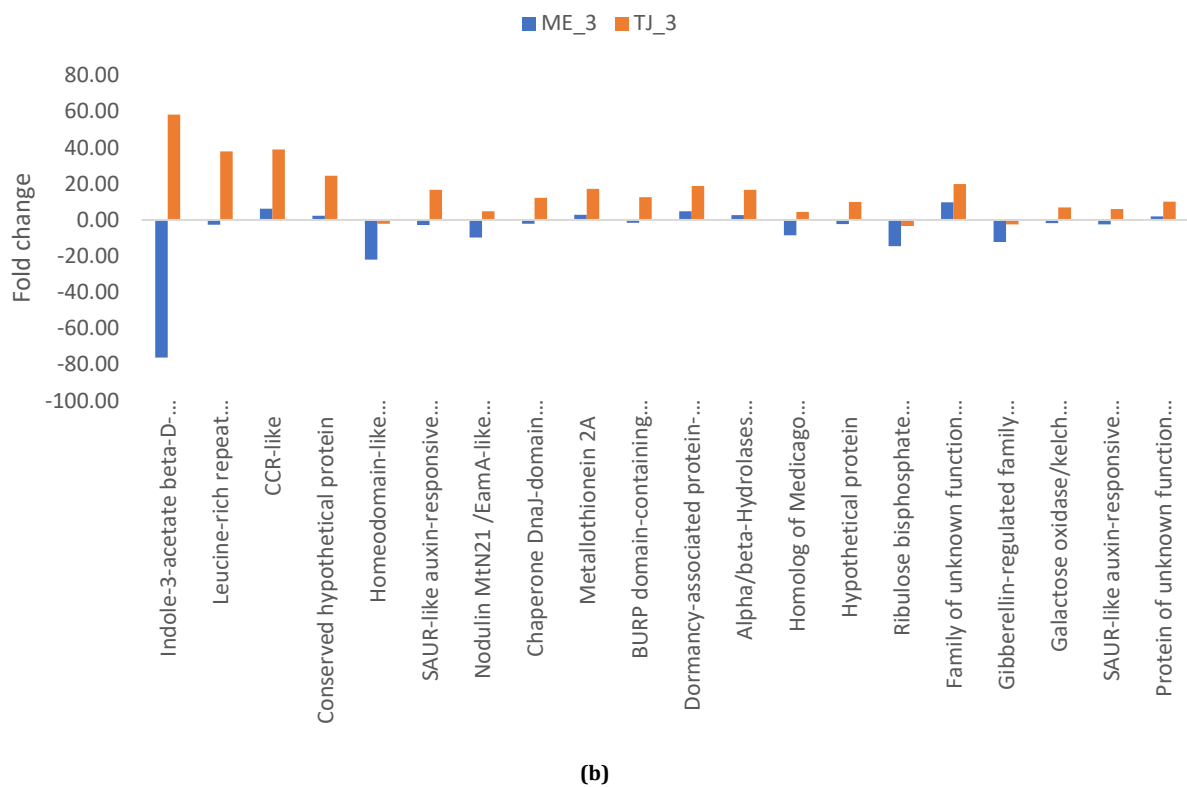 ME_3 TJ_3
80.00
60.00
40.00
20.00
0.00
-20.00
-40.00
-60.00
-80.00
-100.00
Fold change
Indole-3-acetate beta-D-...
Leucine-rich repeat...
CCR-like
Conserved hypothetical protein
Homeodomain-like...
SAUR-like auxin-responsive...
Nodulin MtN21 /EamA-like...
Chaperone DnaJ-domain...
Metallothionein 2A
BURP domain-containing...
Dormancy-associated protein-...
Alpha/beta-Hydrolases...
Homolog of Medicago...
Hypothetical protein
Ribulose bisphosphate...
Family of unknown function...
Gibberellin-regulated family...
Galactose oxidase/kelch...
SAUR-like auxin-responsive...
Protein of unknown function...
(b)